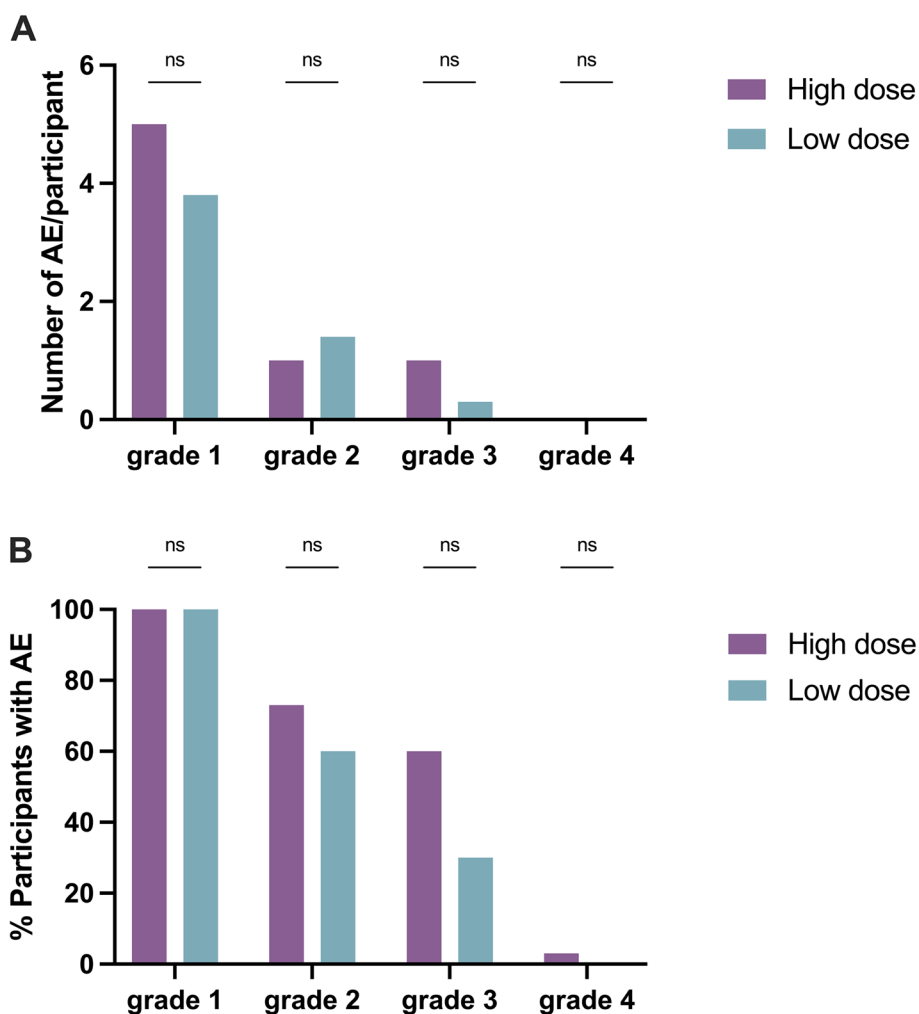 A
ns ns ns ns
High dose
Low dose
Number of AE/participant
6
4
2
0
grade 1 grade 2 grade 3 grade 4
B
ns ns ns ns
High dose
Low dose
% Participants with AE
100
80
60
40
20
0
grade 1 grade 2 grade 3 grade 4